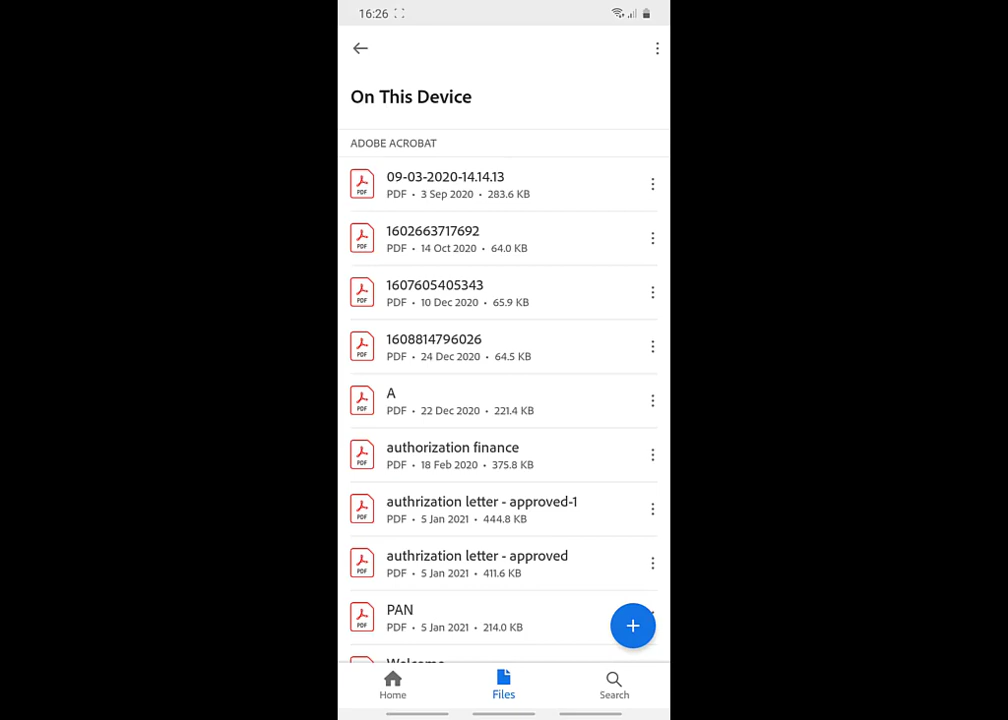 16:26
On This Device
ADOBE ACROBAT
09-03-2020-14.14.13
PDF • 3 Sep 2020 • 283.6 KB
1602663717692
PDF • 14 Oct 2020 • 64.0 KB
1607605405343
PDF • 10 Dec 2020 • 65.9 KB
1608814796026
PDF • 24 Dec 2020 • 64.5 KB
A
PDF • 22 Dec 2020 • 221.4 KB
authorization finance
PDF • 18 Feb 2020 • 375.8 KB
authrization letter - approved-1
PDF • 5 Jan 2021 • 444.8 KB
authrization letter - approved
PDF • 5 Jan 2021 • 411.6 KB
PAN
PDF • 5 Jan 2021 • 214.0 KB
Welcome
Home Files Search